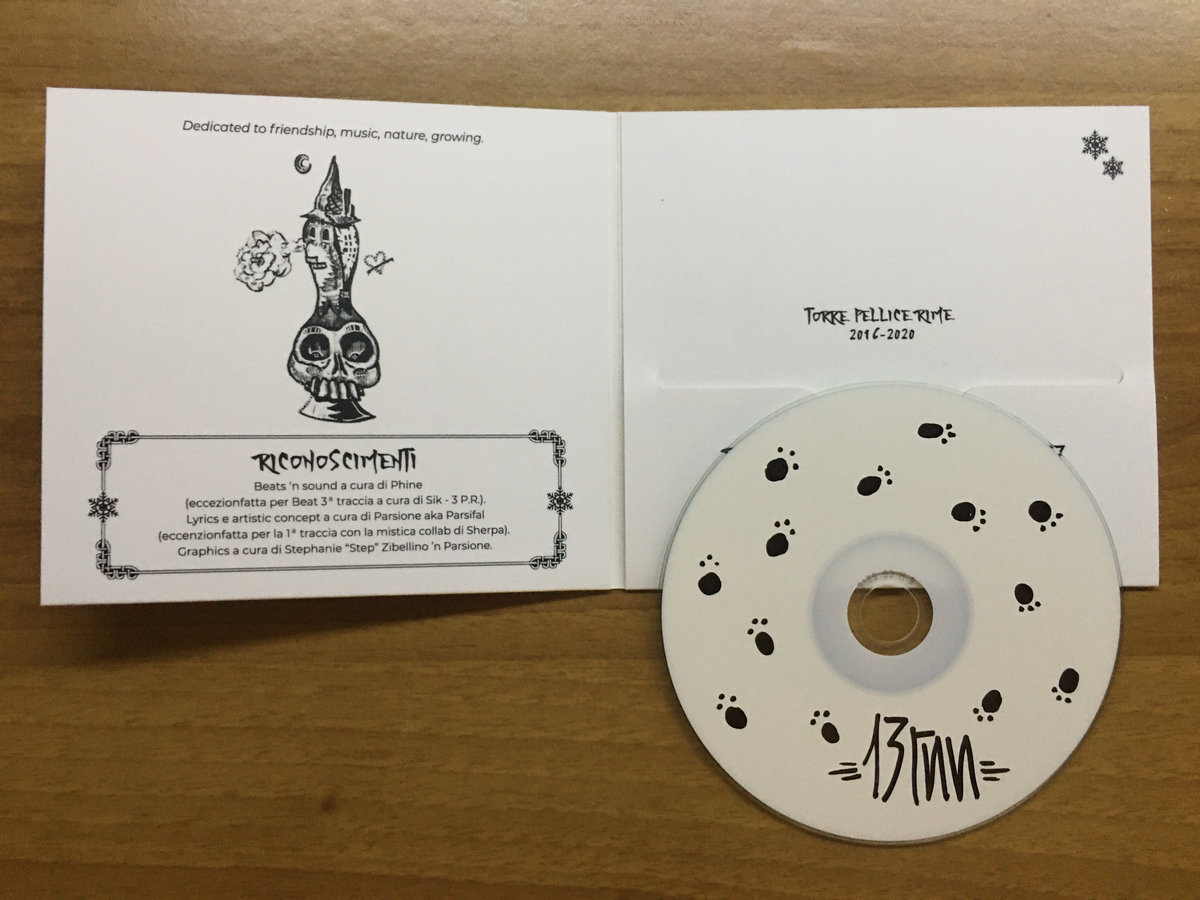 Dedicated to friendship, music, nature, growing.
RICONOSCIMENTI
Beats 'n sound a cura di Phine
(eccezionfatta per Beat 3ª traccia a cura di Sik - 3 P.R.).
Lyrics e artistic concept a cura di Parsione aka Parsifal
(eccenzionfatta per la 1ª traccia con la mistica collab di Sherpa).
Graphics a cura di Stephanie “Step” Zibellino 'n Parsione.
TORRE PELLICE RIME
2016-2020